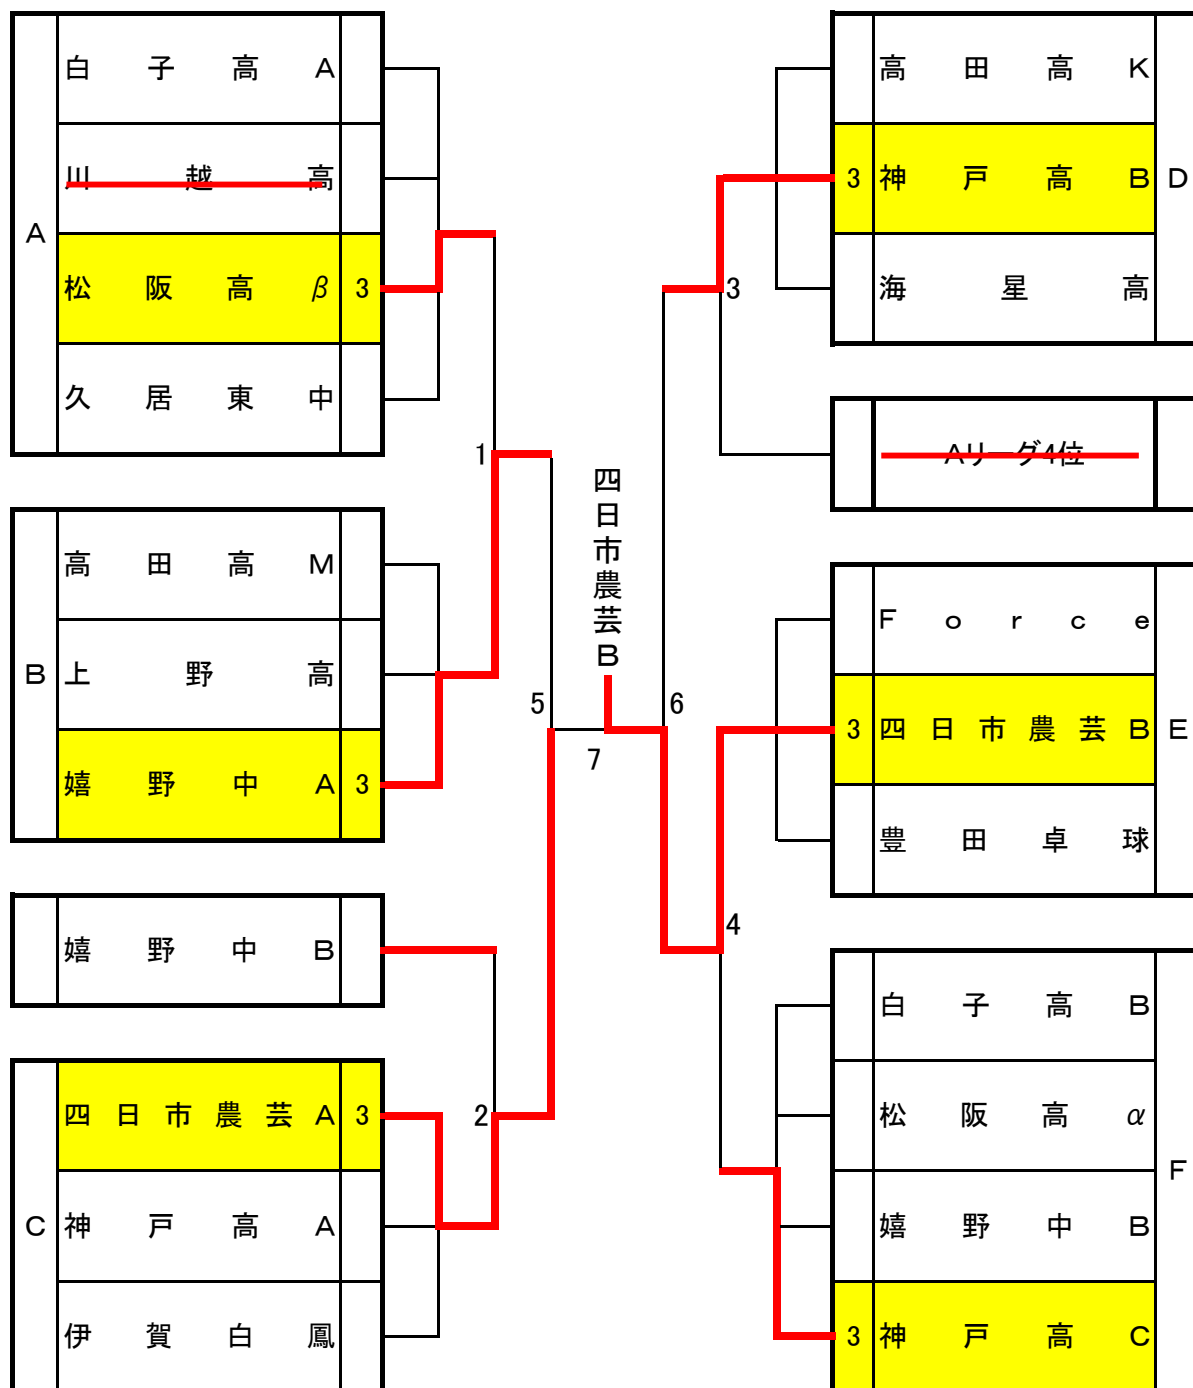 A
白子高A
川越高
松阪高β 3
久居東中
B
高田高M
上野高
嬉野中A 3
嬉野中B
C
四日市農芸A 3
神戸高A
伊賀白鳳
1
2
5
四日市農芸B
7
6
3
4
高田高K
3 神戸高B
海星高
D
Aリーグ4位
Force
3 四日市農芸B
豊田卓球
E
白子高B
松阪高α
嬉野中B
3 神戸高C
F